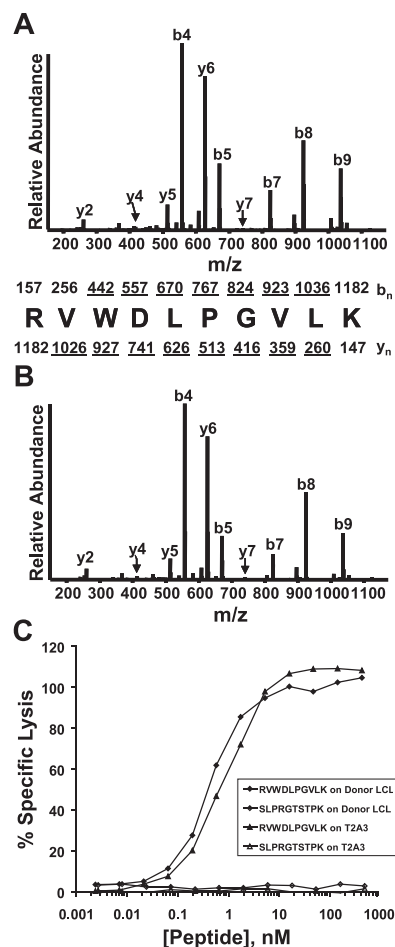 A
Relative Abundance
b4
y6
b5
b8
b9
b7
y5
y2
y4
y7
200 300 400 500 600 700 800 900 1000 1100
m/z
157 256 442 557 670 767 824 923 1036 1182 bn
R V W D L P G V L K
1182 1026 927 741 626 513 416 359 260 147 yn
B
Relative Abundance
b4
y6
b8
b5
b9
b7
y5
y2
y4
y7
200 300 400 500 600 700 800 900 1000 1100
m/z
C
% Specific Lysis
120
100
80
60
40
20
0
RVWDLPGVLK on Donor LCL
SLPRGTSTPK on Donor LCL
RVWDLPGVLK on T2A3
SLPRGTSTPK on T2A3
0.001 0.01 0.1 1 10 100 1000
[Peptide], nM